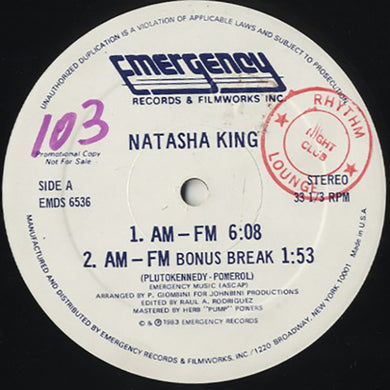 UNAUTHORIZED DUPLICATION IS A VIOLATION OF APPLICABLE LAWS AND SUBJECT TO PROSECUTION.
Emergency
RECORDS & FILMWORKS INC.
103
Promotional Copy
Not For Sale
NATASHA KING
RHYTHM
NIGHT
CLUB
LOUNGE
SIDE A
EMDS 6536
STEREO
33 1/3 RPM
1. AM-FM 6:08
2. AM-FM BONUS BREAK 1:53
(PLUTOKENNEDY-POMEROL)
EMERGENCY MUSIC (ASCAP)
ARRANGED BY P. GIOMBINI FOR JOHNBINI PRODUCTIONS
EDITED BY RAUL A. RODRIGUEZ
MASTERED BY HERB "PUMP" POWERS
© & ℗ 1983 EMERGENCY RECORDS
MANUFACTURED AND DISTRIBUTED BY EMERGENCY RECORDS & FILMWORKS, INC./1220 BROADWAY, NEW YORK 10001
Made in U.S.A.